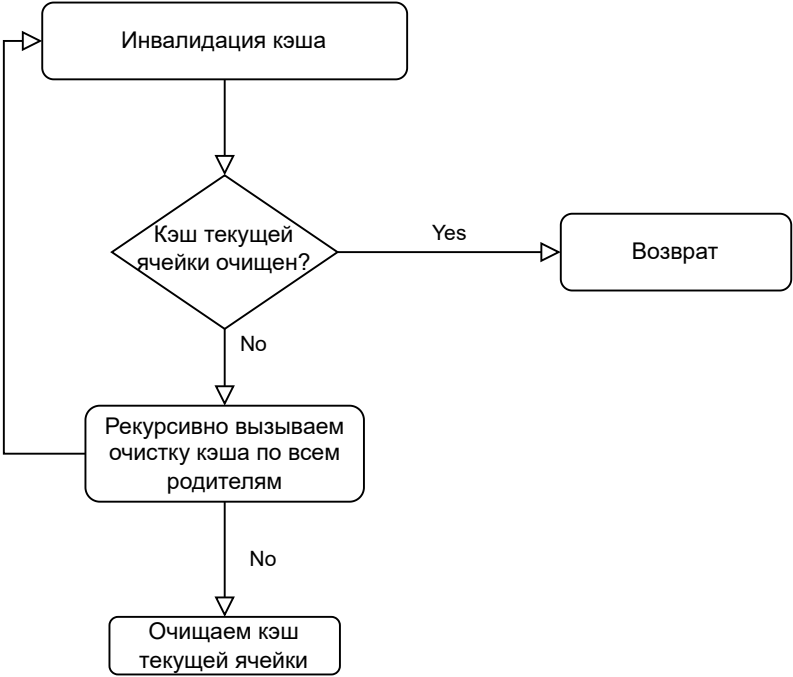 Инвалидация кэша
Кэш текущей
ячейки очищен?
Yes
Возврат
No
Рекурсивно вызываем
очистку кэша по всем
родителям
No
Очищаем кэш
текущей ячейки